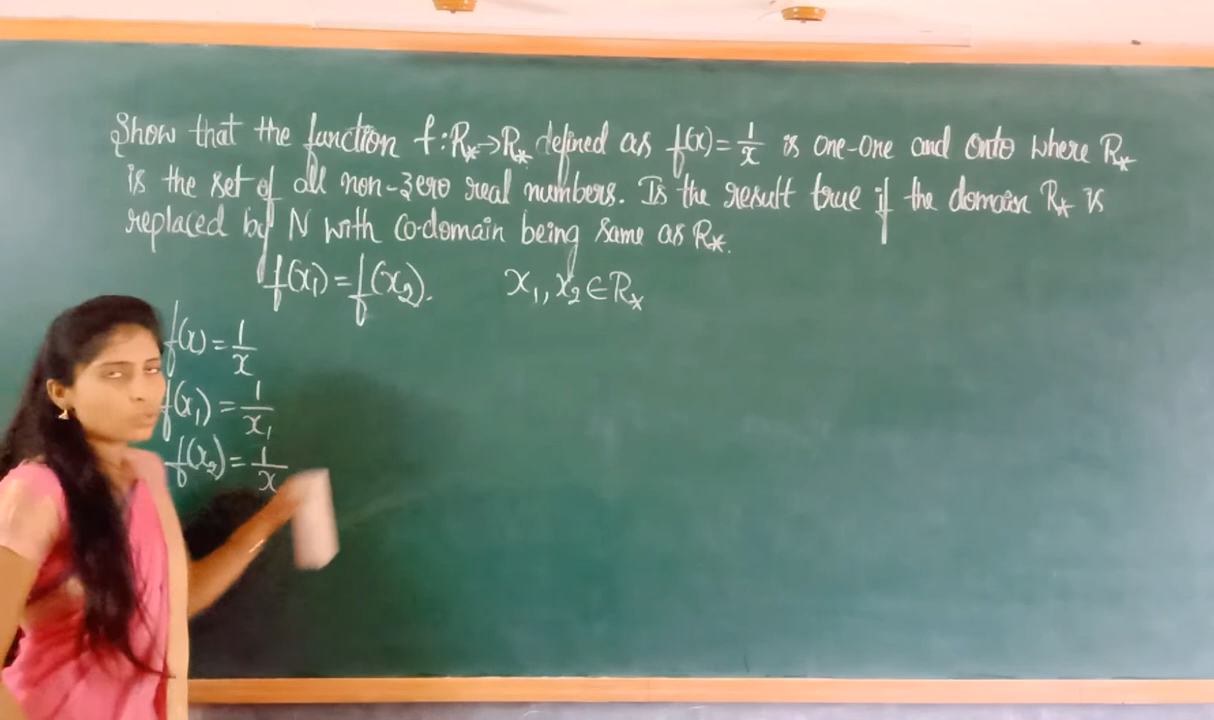 Show that the function f:R*→R* defined as f(x)=1/x is one-one and onto where R*
is the set of all non-zero real numbers. Is the result true if the domain R* is
replaced by N with Co-domain being same as R*.
f(x₁)=f(x₂). x₁,x₂∈R*
f(x)=1/x
f(x₁)=1/x₁
f(x₂)=1/x